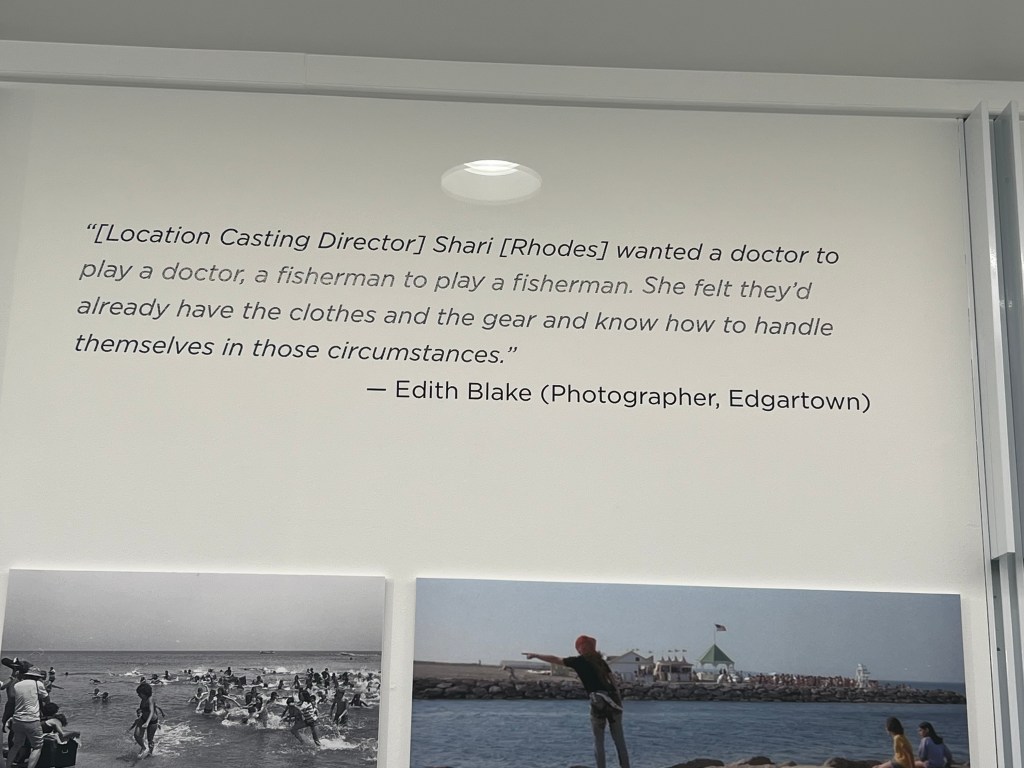 “[Location Casting Director] Shari [Rhodes] wanted a doctor to
play a doctor, a fisherman to play a fisherman. She felt they’d
already have the clothes and the gear and know how to handle
themselves in those circumstances.”
— Edith Blake (Photographer, Edgartown)